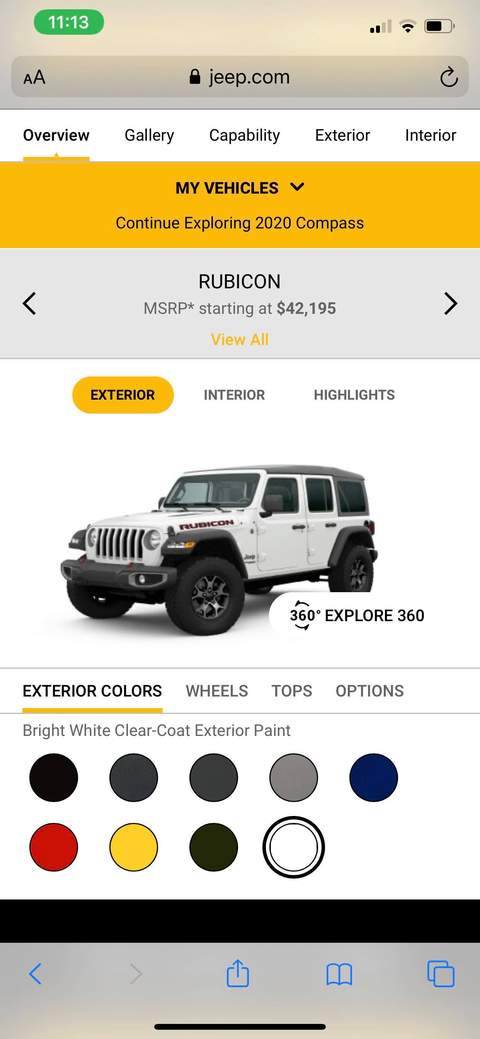 11:13
AA jeep.com
Overview Gallery Capability Exterior Interior
MY VEHICLES
Continue Exploring 2020 Compass
RUBICON
MSRP* starting at $42,195
View All
EXTERIOR INTERIOR HIGHLIGHTS
RUBICON
Jeep
360° EXPLORE 360
EXTERIOR COLORS WHEELS TOPS OPTIONS
Bright White Clear-Coat Exterior Paint